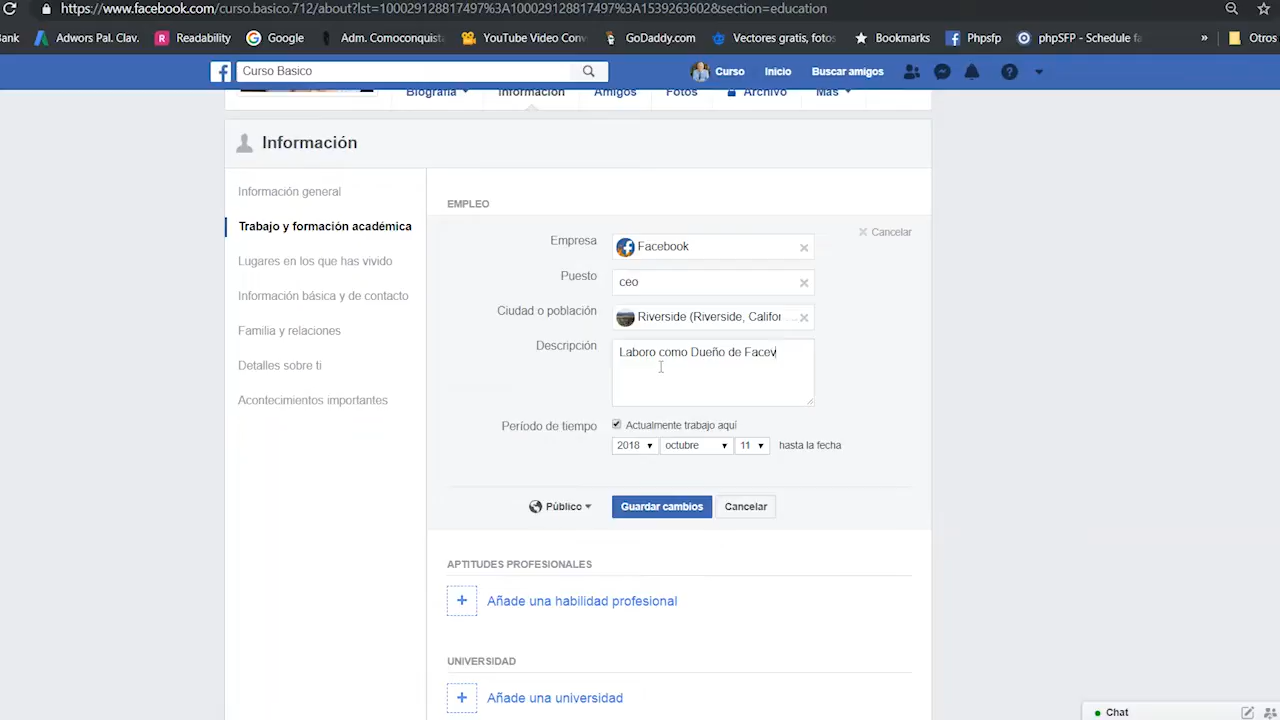 https://www.facebook.com/curso.basico.712/about?lst=100029128817497%3A100029128817497%3A1539263602&section=education
ank Adwors Pal. Clav. Readability Google Adm. Comoconquista YouTube Video Conv GoDaddy.com Vectores gratis, fotos Bookmarks Phpsfp phpSFP - Schedule fa » Otros
Curso Basico Curso Inicio Buscar amigos
Biografía Información Amigos Fotos Archivo Más
Información
Información general
Trabajo y formación académica
Lugares en los que has vivido
Información básica y de contacto
Familia y relaciones
Detalles sobre ti
Acontecimientos importantes
EMPLEO
Cancelar
Empresa Facebook
Puesto ceo
Ciudad o población Riverside (Riverside, Califor
Descripción Laboro como Dueño de Facev
Período de tiempo Actualmente trabajo aquí
2018 octubre 11 hasta la fecha
Público Guardar cambios Cancelar
APTITUDES PROFESIONALES
+ Añade una habilidad profesional
UNIVERSIDAD
+ Añade una universidad
Chat